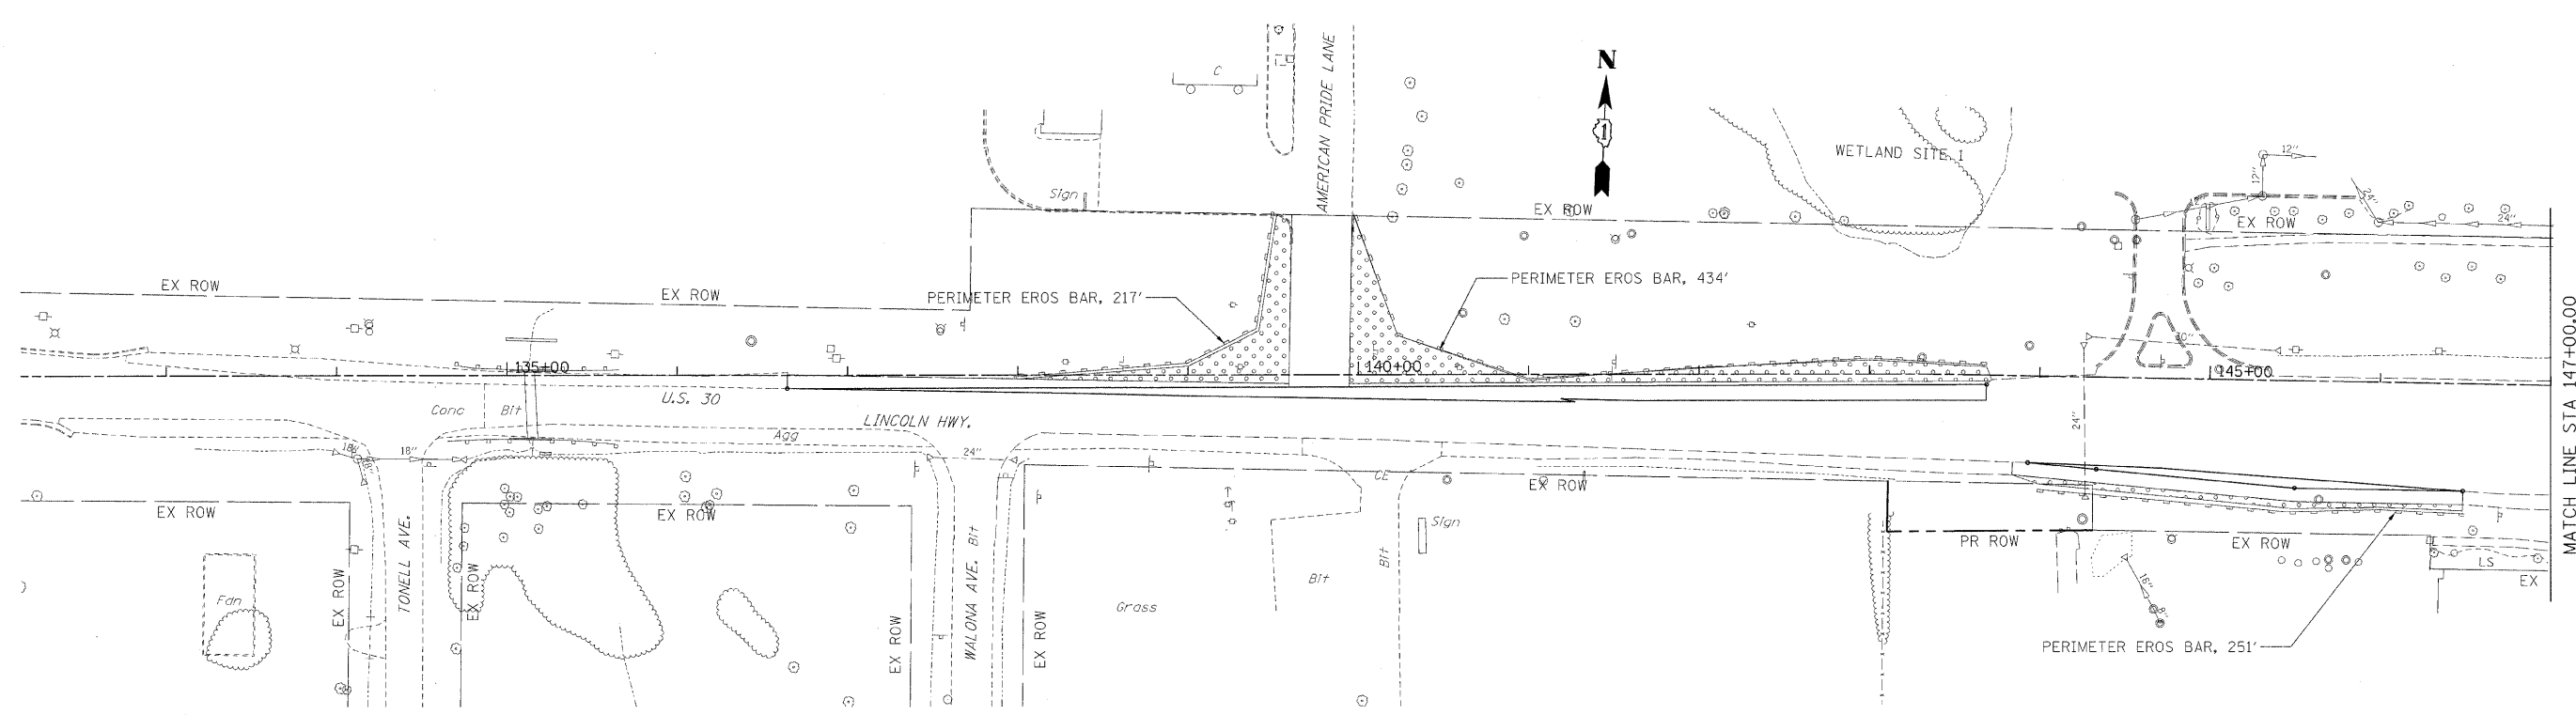 AMERICAN PRIDE LANE
C
N
1
WETLAND SITE 1
Sign
12"
12"
24"
24"
EX ROW
EX ROW
EX ROW
EX ROW
PERIMETER EROS BAR, 217'
PERIMETER EROS BAR, 434'
30"
135+00
140+00
145+00
U.S. 30
LINCOLN HWY.
Conc
Bit
Agg
18"
18"
18"
24"
24"
CE
EX ROW
EX ROW
EX ROW
Sign
PR ROW
EX ROW
LS
EX
Fdn
EX ROW
TONELL AVE.
EX ROW
EX ROW
WALONA AVE.
Bit
EX ROW
Grass
Bit
Bit
PERIMETER EROS BAR, 251'
MATCH LINE STA 147+00.00